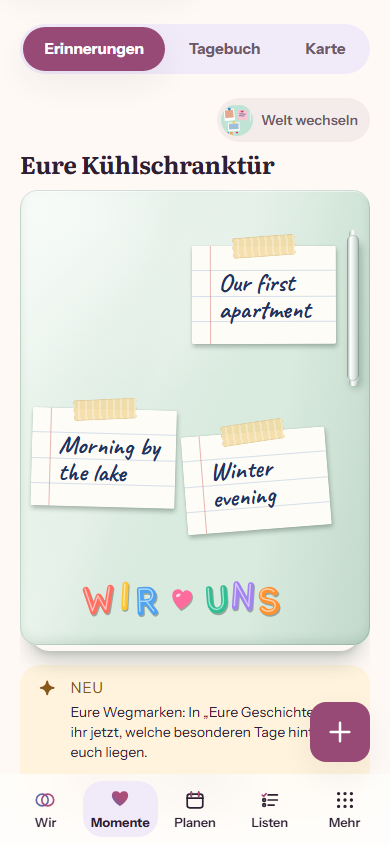 Erinnerungen Tagebuch Karte
Welt wechseln
Eure Kühlschranktür
Our first
apartment
Morning by
the lake
Winter
evening
WIR UNS
NEU
Eure Wegmarken: In „Eure Geschichte
ihr jetzt, welche besonderen Tage
euch liegen.
Wir Momente Planen Listen Mehr